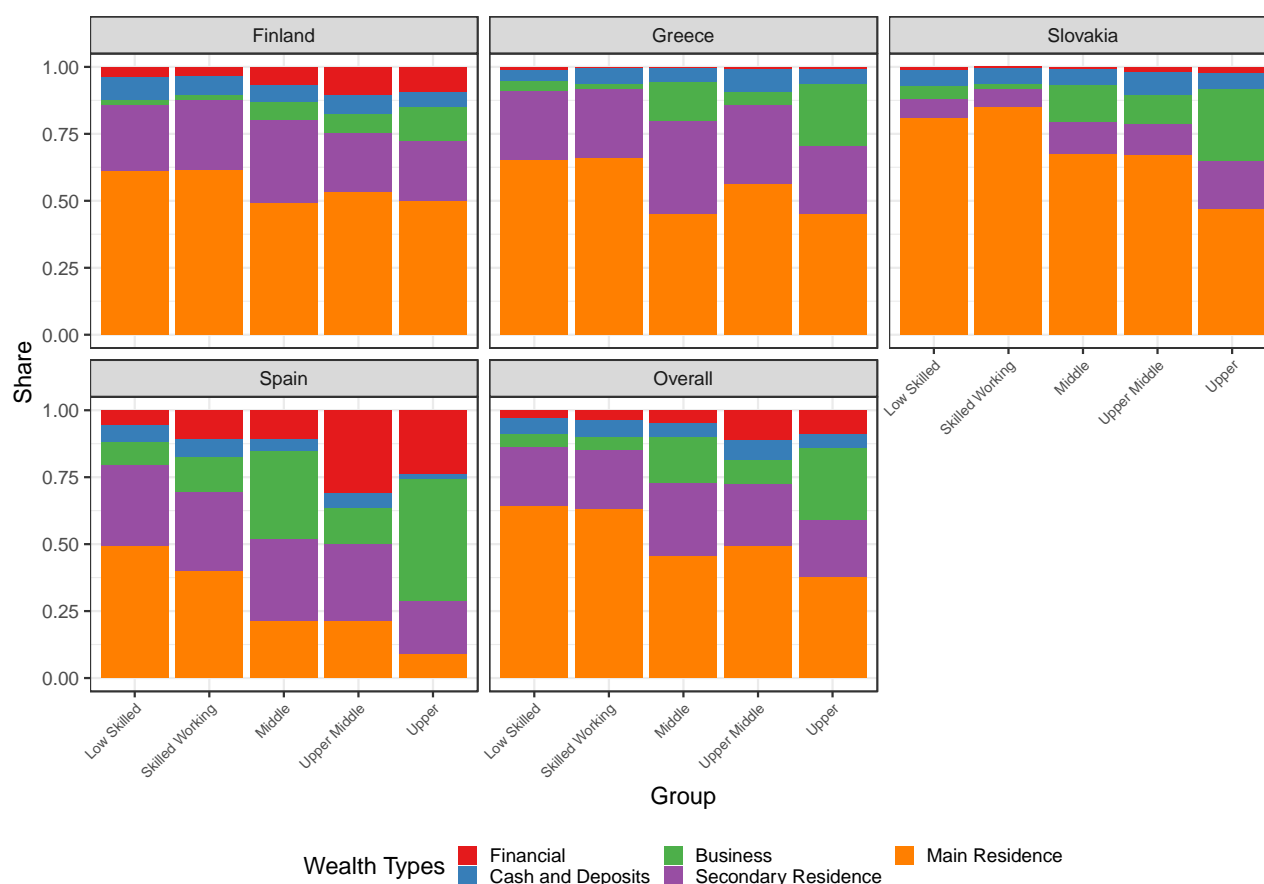 Finland
Greece
Slovakia
1.00
0.75
0.50
0.25
0.00
Low Skilled
Skilled Working
Middle
Upper Middle
Upper
Spain
Overall
1.00
0.75
0.50
0.25
0.00
Share
Low Skilled
Skilled Working
Middle
Upper Middle
Upper
Low Skilled
Skilled Working
Middle
Upper Middle
Upper
Group
Wealth Types
Financial
Business
Main Residence
Cash and Deposits
Secondary Residence